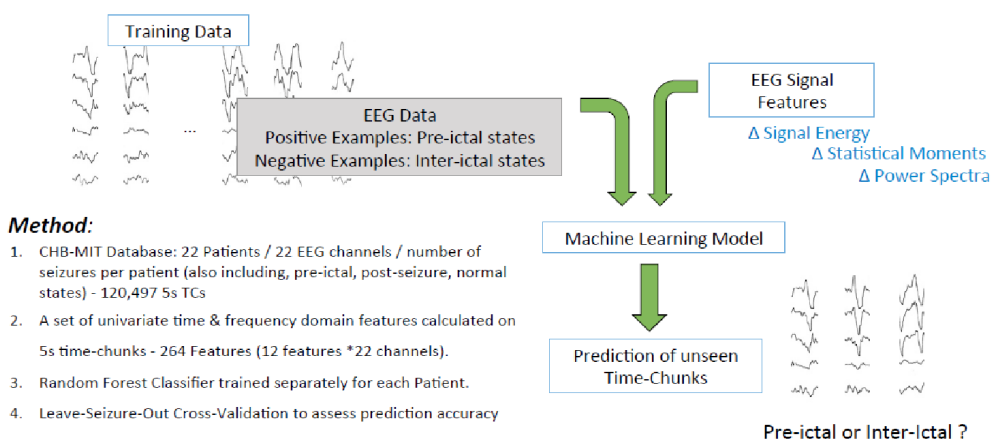 Training Data
...
EEG Data
Positive Examples: Pre-ictal states
Negative Examples: Inter-ictal states
EEG Signal
Features
Δ Signal Energy
Δ Statistical Moments
Δ Power Spectra
Machine Learning Model
Prediction of unseen
Time-Chunks
Pre-ictal or Inter-Ictal ?
Method:
1. CHB-MIT Database: 22 Patients / 22 EEG channels / number of
seizures per patient (also including, pre-ictal, post-seizure, normal
states) - 120,497 5s TCs
2. A set of univariate time & frequency domain features calculated on
5s time-chunks - 264 Features (12 features *22 channels).
3. Random Forest Classifier trained separately for each Patient.
4. Leave-Seizure-Out Cross-Validation to assess prediction accuracy